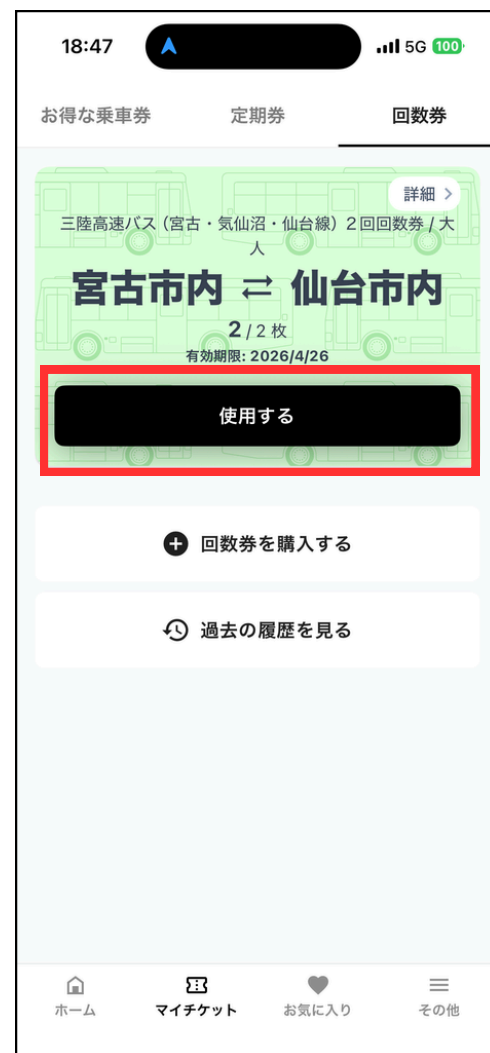 18:47
5G 100
お得な乗車券 定期券 回数券
詳細 >
三陸高速バス (宮古・気仙沼・仙台線) 2回回数券 / 大
人
宮古市内 ⇄ 仙台市内
2 / 2 枚
有効期限: 2026/4/26
使用する
回数券を購入する
過去の履歴を見る
ホーム マイチケット お気に入り その他